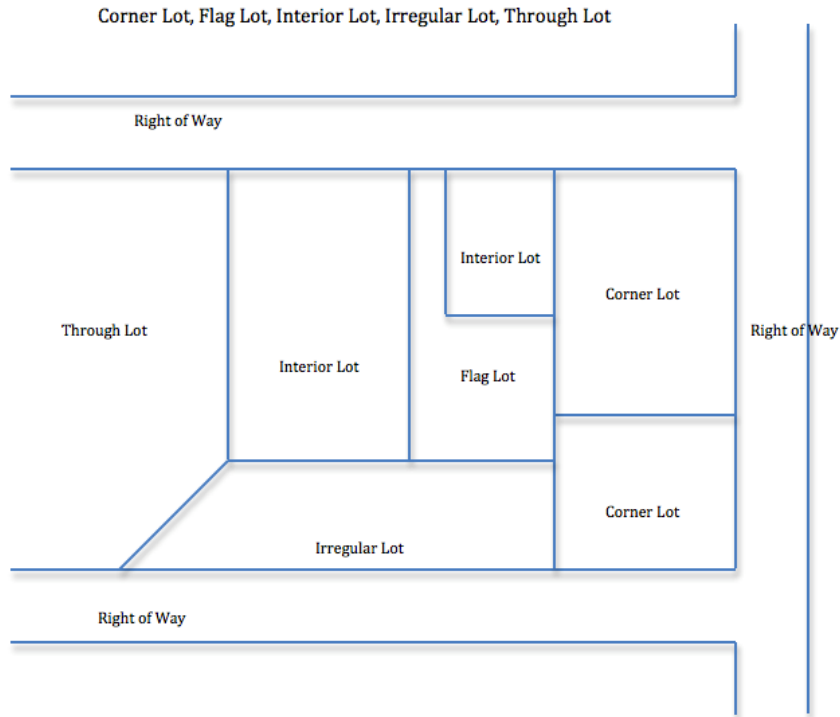 Corner Lot, Flag Lot, Interior Lot, Irregular Lot, Through Lot
Right of Way
Interior Lot
Corner Lot
Through Lot
Right of Way
Interior Lot
Flag Lot
Corner Lot
Irregular Lot
Right of Way